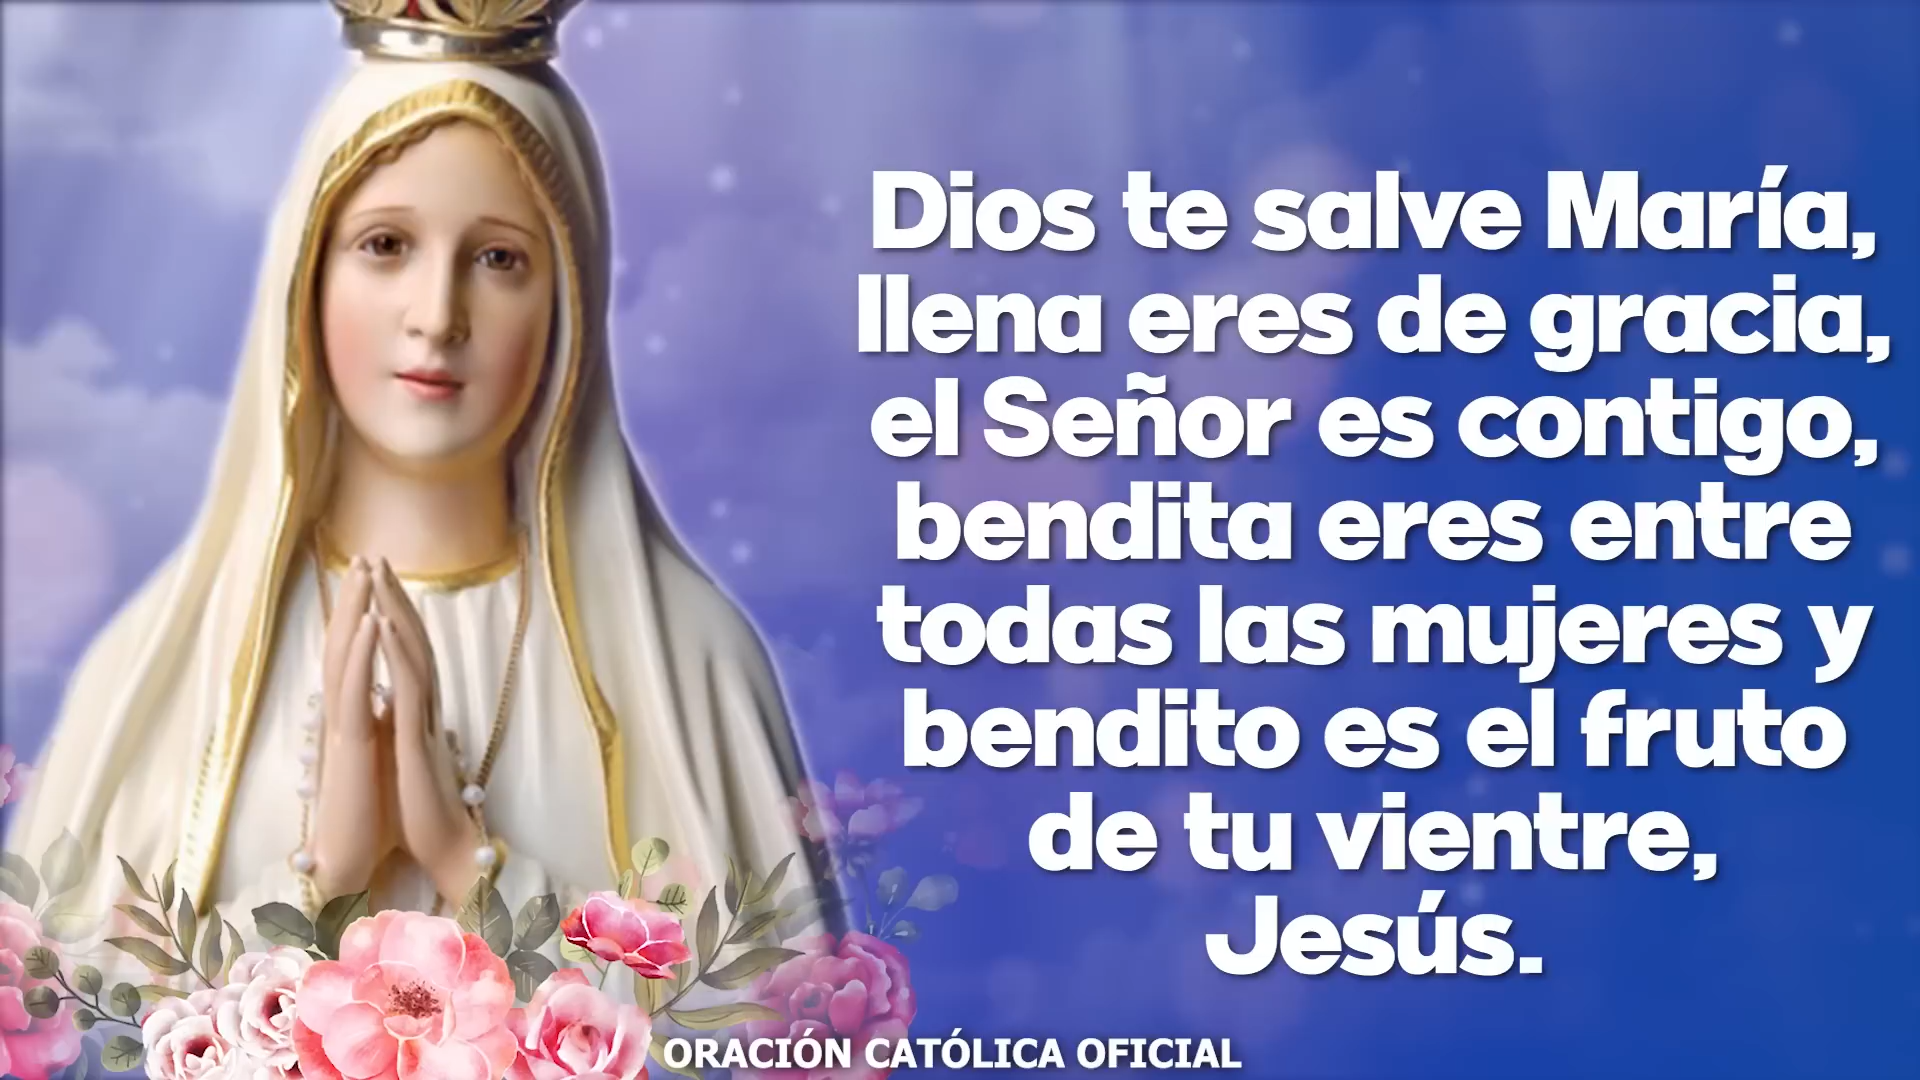 Dios te salve María,
llena eres de gracia,
el Señor es contigo,
bendita eres entre
todas las mujeres y
bendito es el fruto
de tu vientre,
Jesús.
ORACIÓN CATÓLICA OFICIAL